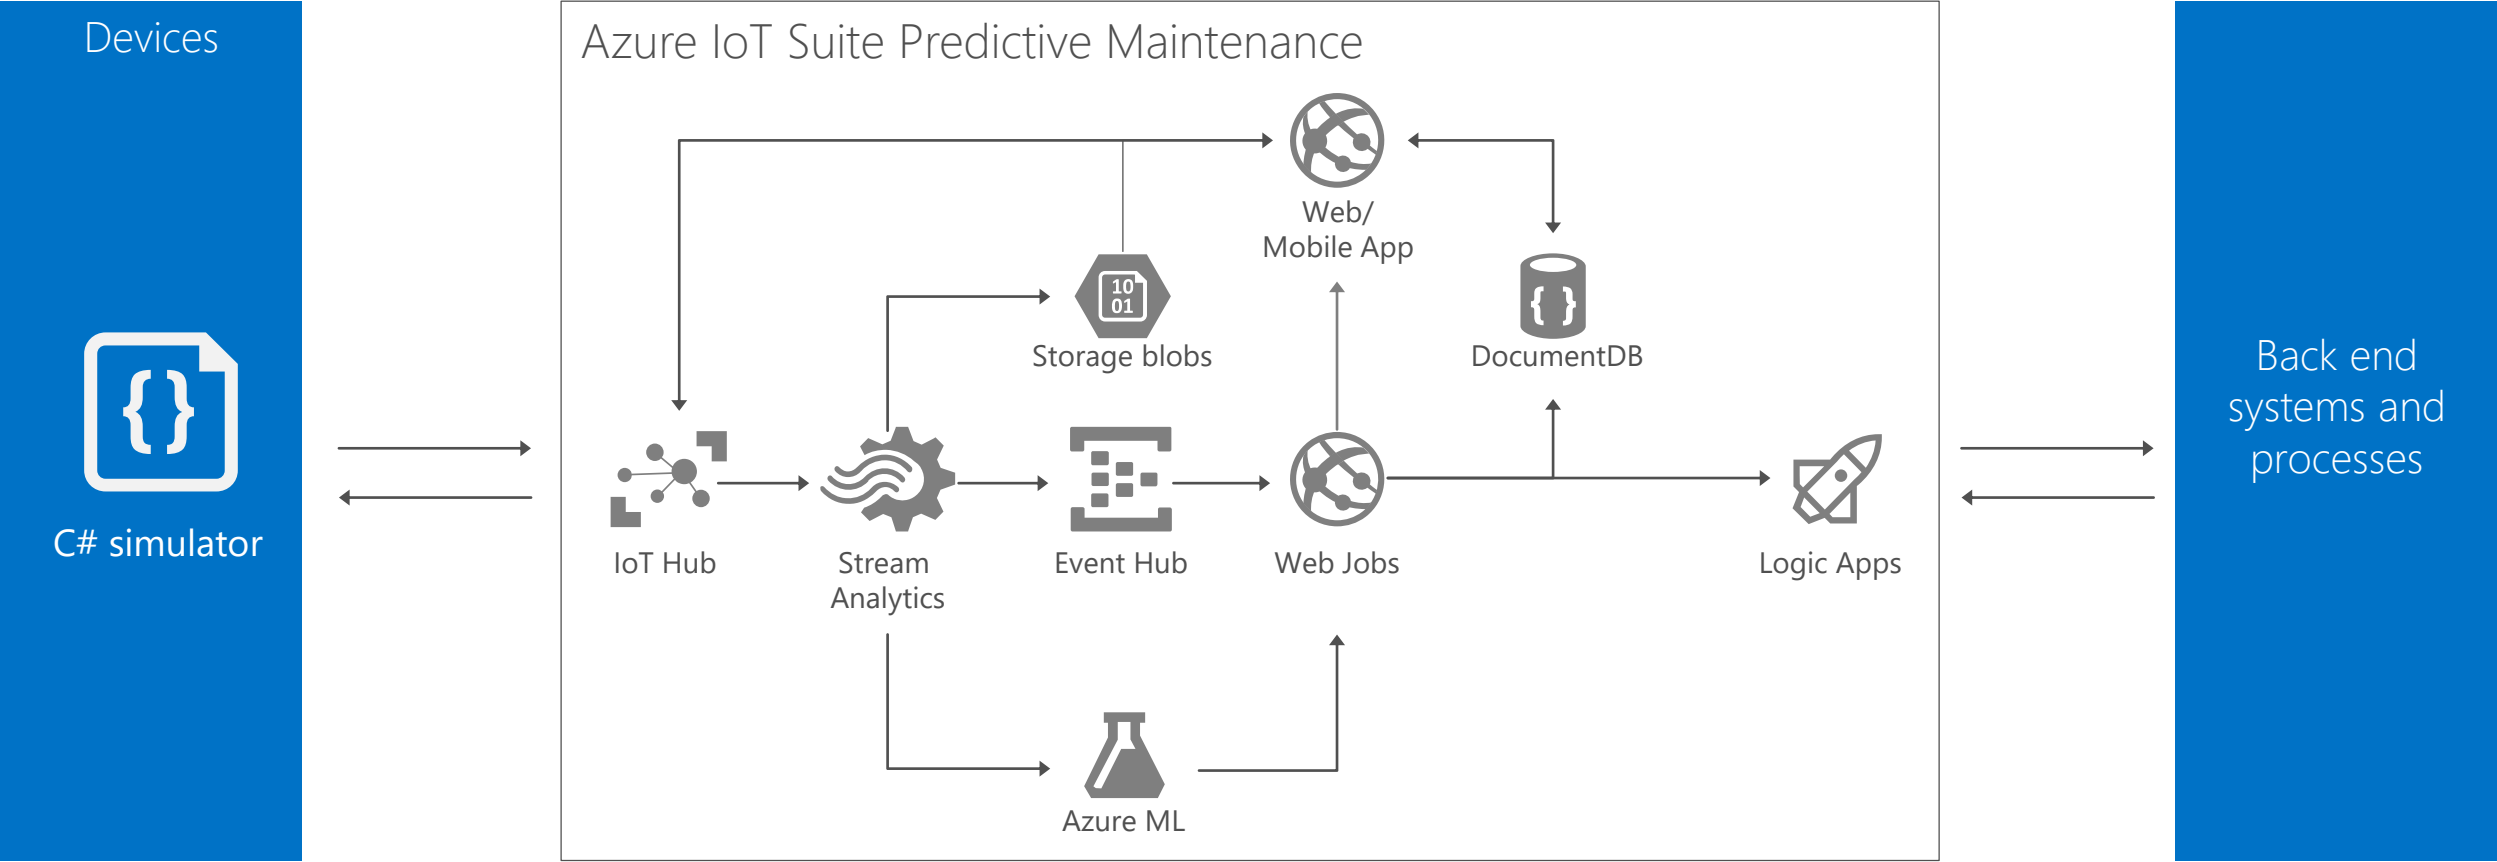 Devices
C# simulator
Azure IoT Suite Predictive Maintenance
Web/
Mobile App
10
01
Storage blobs
{ }
DocumentDB
IoT Hub
Stream
Analytics
Event Hub
Web Jobs
Logic Apps
Azure ML
Back end
systems and
processes